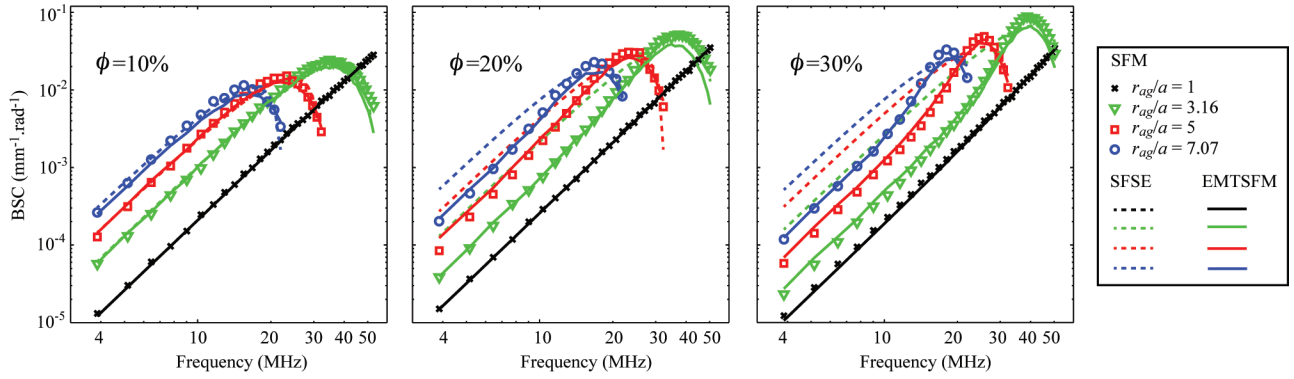 BSC (mm⁻¹.rad⁻¹)
10⁻¹
10⁻²
10⁻³
10⁻⁴
10⁻⁵
ϕ=10%
4 10 20 30 40 50
Frequency (MHz)
ϕ=20%
4 10 20 30 40 50
Frequency (MHz)
ϕ=30%
4 10 20 30 40 50
Frequency (MHz)
SFM
r_ag/a = 1
r_ag/a = 3.16
r_ag/a = 5
r_ag/a = 7.07
SFSE EMTSFM